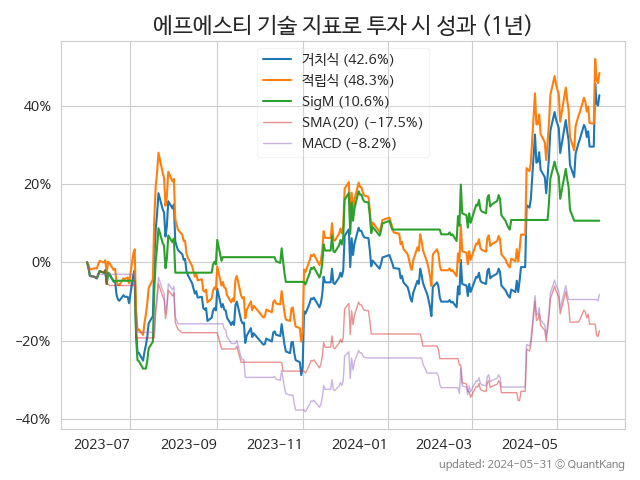 에프에스티 기술 지표로 투자 시 성과 (1년)
거치식 (42.6%)
적립식 (48.3%)
SigM (10.6%)
SMA(20) (−17.5%)
MACD (−8.2%)
40%
20%
0%
−20%
−40%
2023−07 2023−09 2023−11 2024−01 2024−03 2024−05
updated: 2024−05−31 © QuantKang